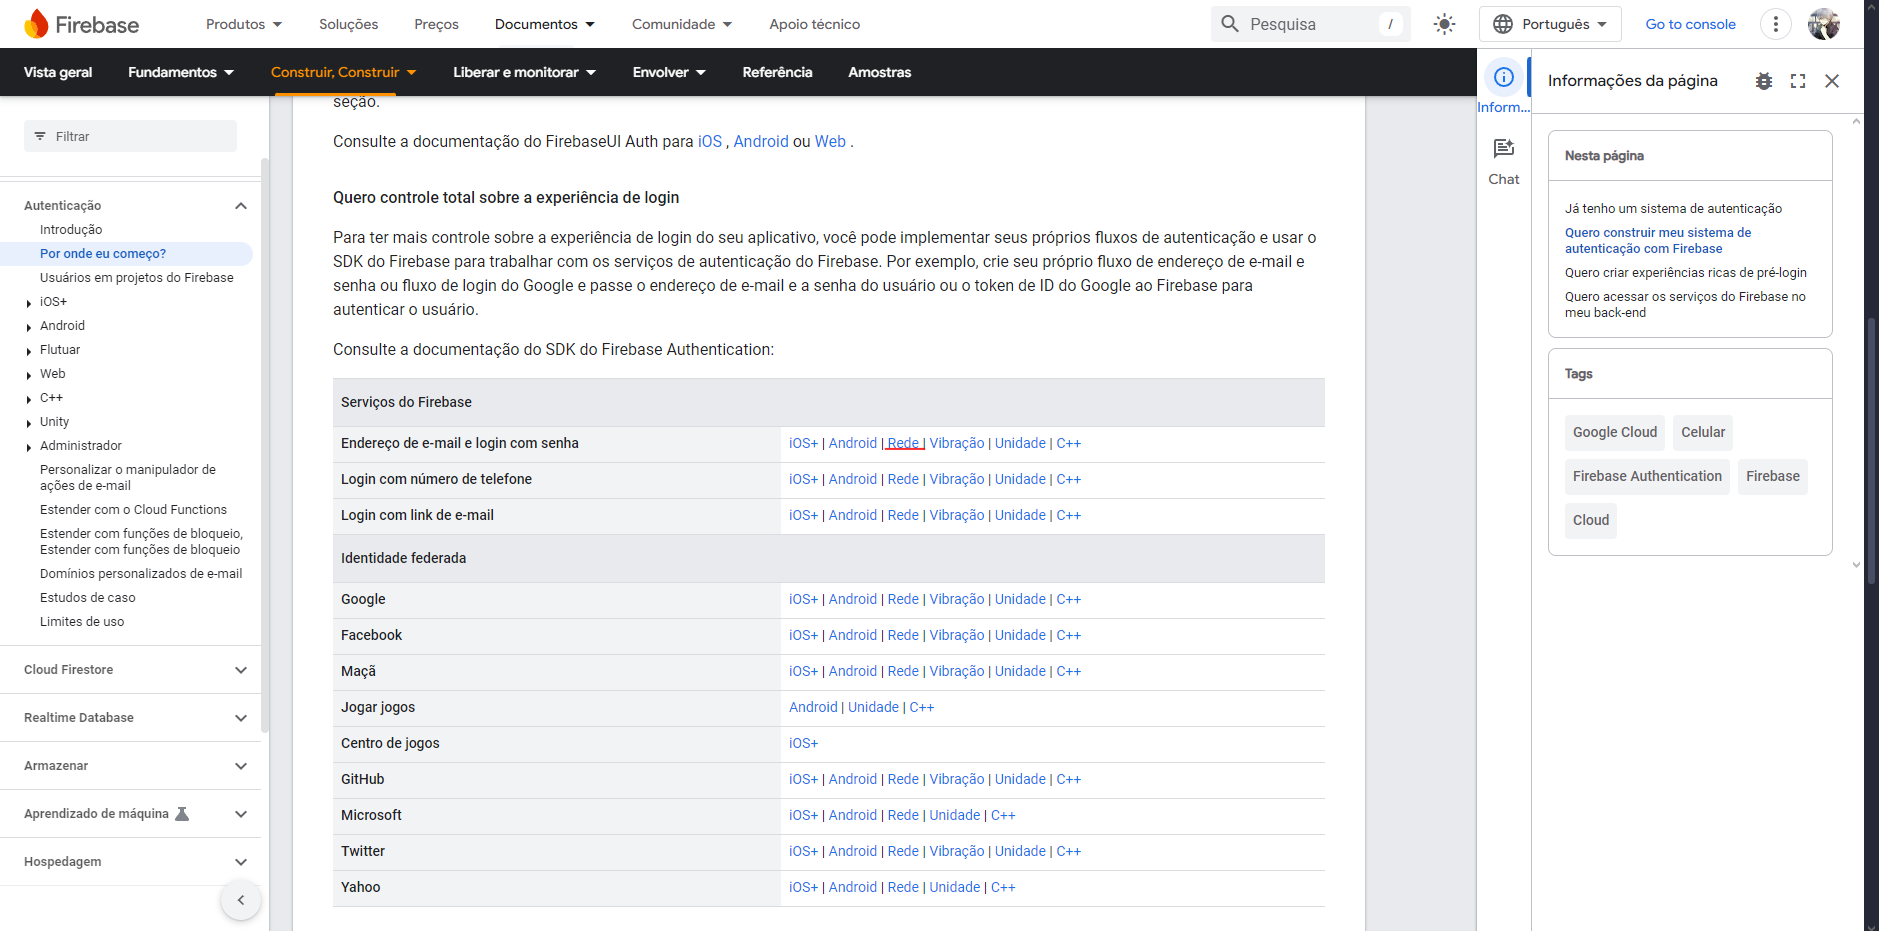 Firebase
Produtos
Soluções
Preços
Documentos
Comunidade
Apoio técnico
Pesquisa
/
Português
Go to console
Vista geral
Fundamentos
Construir, Construir
Liberar e monitorar
Envolver
Referência
Amostras
Filtrar
Autenticação
Introdução
Por onde eu começo?
Usuários em projetos do Firebase
iOS+
Android
Flutuar
Web
C++
Unity
Administrador
Personalizar o manipulador de
ações de e-mail
Estender com o Cloud Functions
Estender com funções de bloqueio,
Estender com funções de bloqueio
Domínios personalizados de e-mail
Estudos de caso
Limites de uso
Cloud Firestore
Realtime Database
Armazenar
Aprendizado de máquina
Hospedagem
seção.
Consulte a documentação do FirebaseUI Auth para iOS , Android ou Web .
Quero controle total sobre a experiência de login
Para ter mais controle sobre a experiência de login do seu aplicativo, você pode implementar seus próprios fluxos de autenticação e usar o
SDK do Firebase para trabalhar com os serviços de autenticação do Firebase. Por exemplo, crie seu próprio fluxo de endereço de e-mail e
senha ou fluxo de login do Google e passe o endereço de e-mail e a senha do usuário ou o token de ID do Google ao Firebase para
autenticar o usuário.
Consulte a documentação do SDK do Firebase Authentication:
Serviços do Firebase
Endereço de e-mail e login com senha iOS+ | Android | Rede | Vibração | Unidade | C++
Login com número de telefone iOS+ | Android | Rede | Vibração | Unidade | C++
Login com link de e-mail iOS+ | Android | Rede | Vibração | Unidade | C++
Identidade federada
Google iOS+ | Android | Rede | Vibração | Unidade | C++
Facebook iOS+ | Android | Rede | Vibração | Unidade | C++
Maçã iOS+ | Android | Rede | Vibração | Unidade | C++
Jogar jogos Android | Unidade | C++
Centro de jogos iOS+
GitHub iOS+ | Android | Rede | Vibração | Unidade | C++
Microsoft iOS+ | Android | Rede | Unidade | C++
Twitter iOS+ | Android | Rede | Vibração | Unidade | C++
Yahoo iOS+ | Android | Rede | Unidade | C++
Inform...
Chat
Informações da página
Nesta página
Já tenho um sistema de autenticação
Quero construir meu sistema de
autenticação com Firebase
Quero criar experiências ricas de pré-login
Quero acessar os serviços do Firebase no
meu back-end
Tags
Google Cloud
Celular
Firebase Authentication
Firebase
Cloud